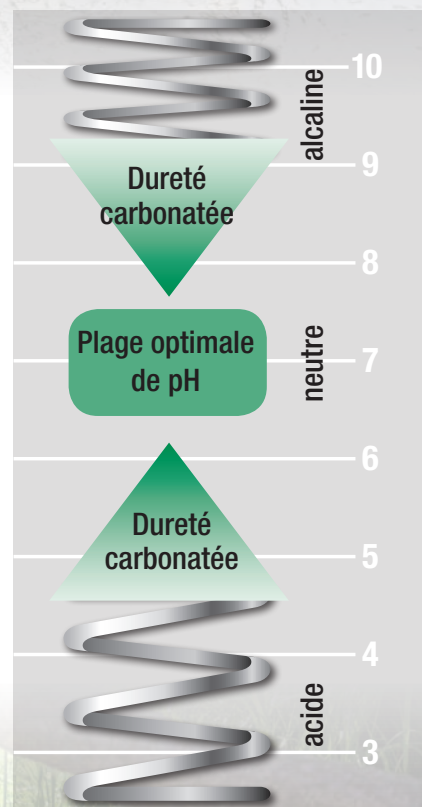 10
alcaline
9
Dureté
carbonatée
8
Plage optimale
de pH
neutre
7
6
Dureté
carbonatée
5
4
acide
3